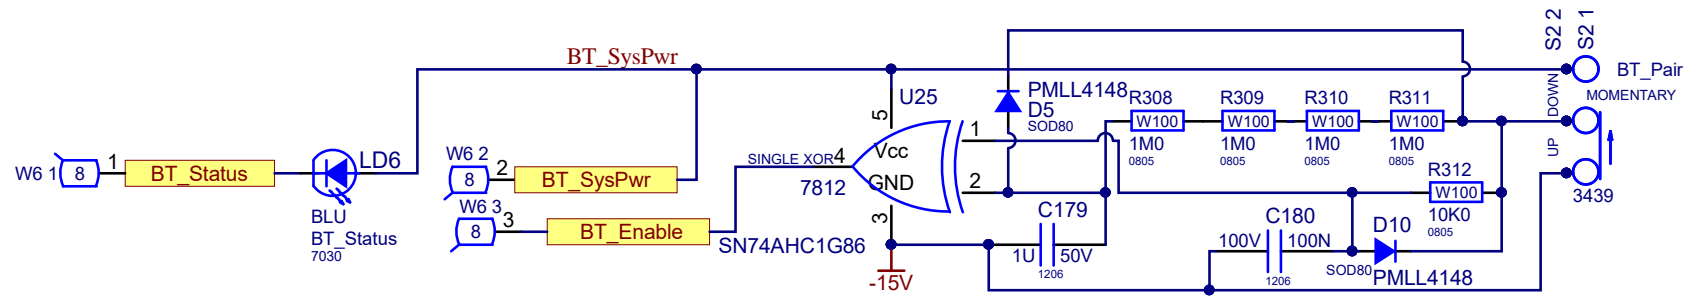 BT_SysPwr
S2 2
S2 1
BT_Pair
MOMENTARY
DOWN
UP
3439
U25
5
PMLL4148
D5
SOD80
R308
W100
1M0
0805
R309
W100
1M0
0805
R310
W100
1M0
0805
R311
W100
1M0
0805
1
2
Vcc
GND
SINGLE XOR
4
7812
3
SN74AHC1G86
-15V
W6 1
8
1
BT_Status
LD6
BLU
BT_Status
7030
W6 2
8
2
BT_SysPwr
W6 3
8
3
BT_Enable
C179
1U
50V
1206
C180
100V
100N
1206
R312
W100
10K0
0805
D10
SOD80
PMLL4148